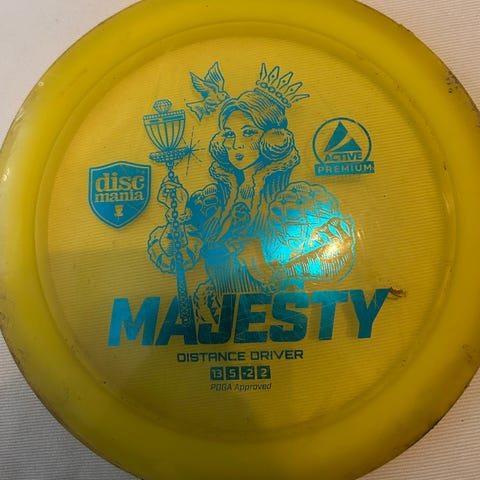 disc
mania
ACTIVE
PREMIUM
MAJESTY
DISTANCE DRIVER
13 5 -2 2
PDGA Approved